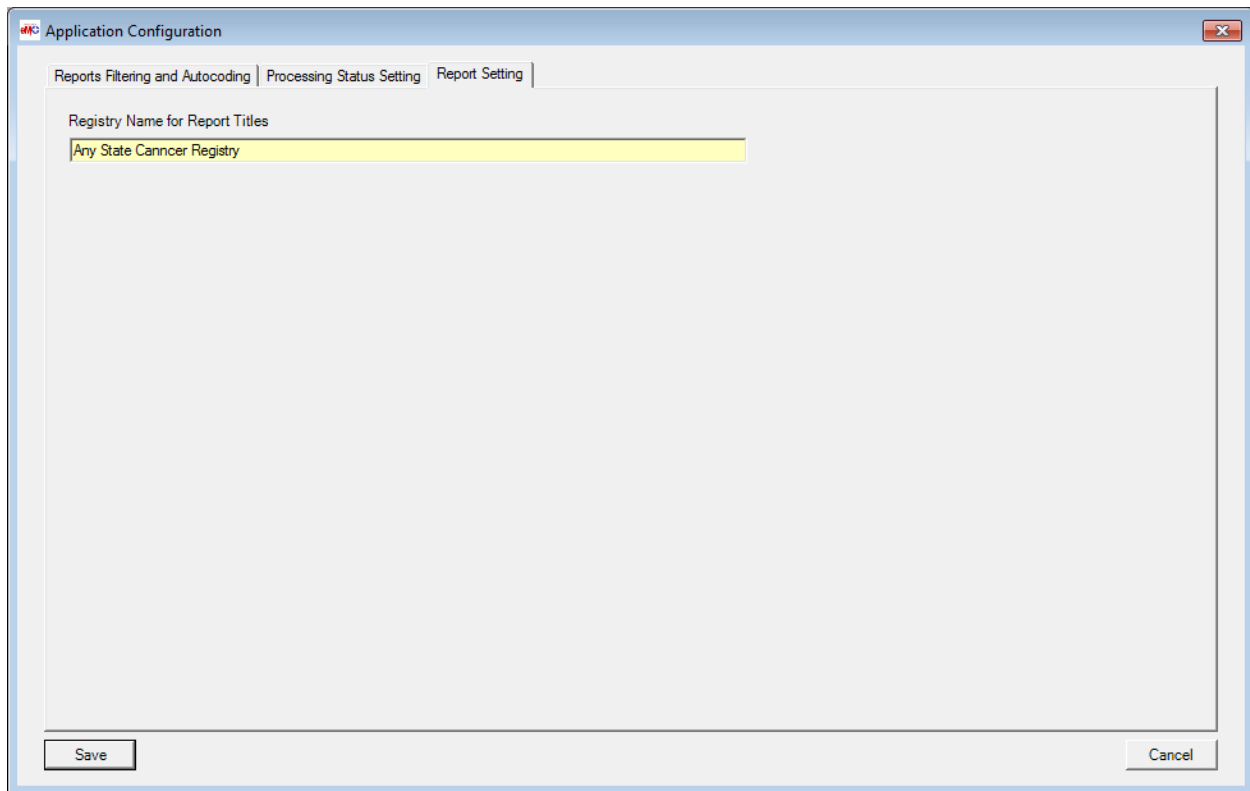 eMC+
Application Configuration
Reports Filtering and Autocoding
Processing Status Setting
Report Setting
Registry Name for Report Titles
Any State Canncer Registry
Save
Cancel